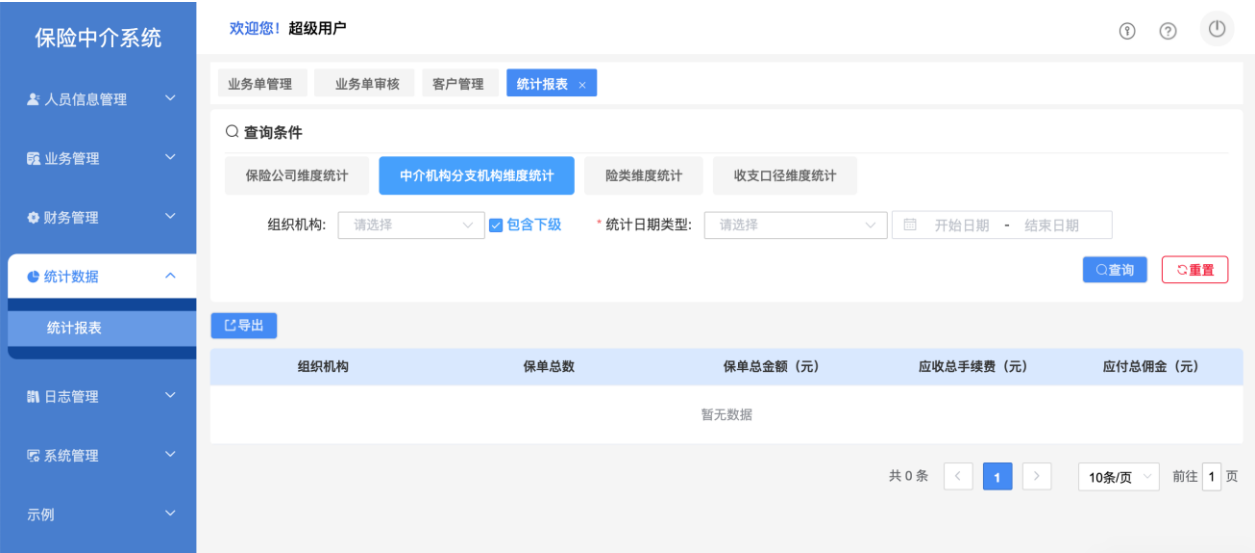 保险中介系统
欢迎您! 超级用户
人员信息管理
业务管理
财务管理
统计数据
统计报表
日志管理
系统管理
示例
业务单管理 业务单审核 客户管理 统计报表 ×
查询条件
保险公司维度统计 中介机构分支机构维度统计 险类维度统计 收支口径维度统计
组织机构: 请选择 包含下级 * 统计日期类型: 请选择 开始日期 - 结束日期
查询 重置
导出
组织机构 保单总数 保单总金额（元） 应收总手续费（元） 应付总佣金（元）
暂无数据
共 0 条 < 1 > 10条/页 前往 1 页